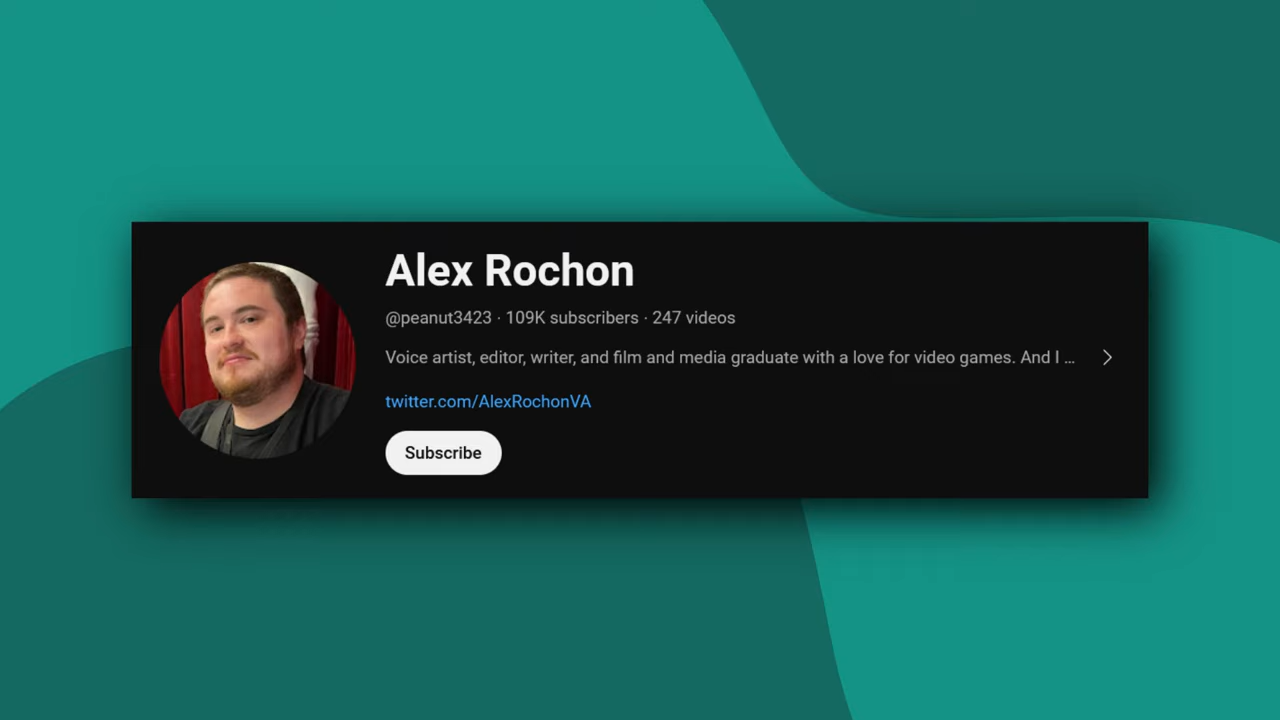 Alex Rochon
@peanut3423 · 109K subscribers · 247 videos
Voice artist, editor, writer, and film and media graduate with a love for video games. And I ...
twitter.com/AlexRochonVA
Subscribe